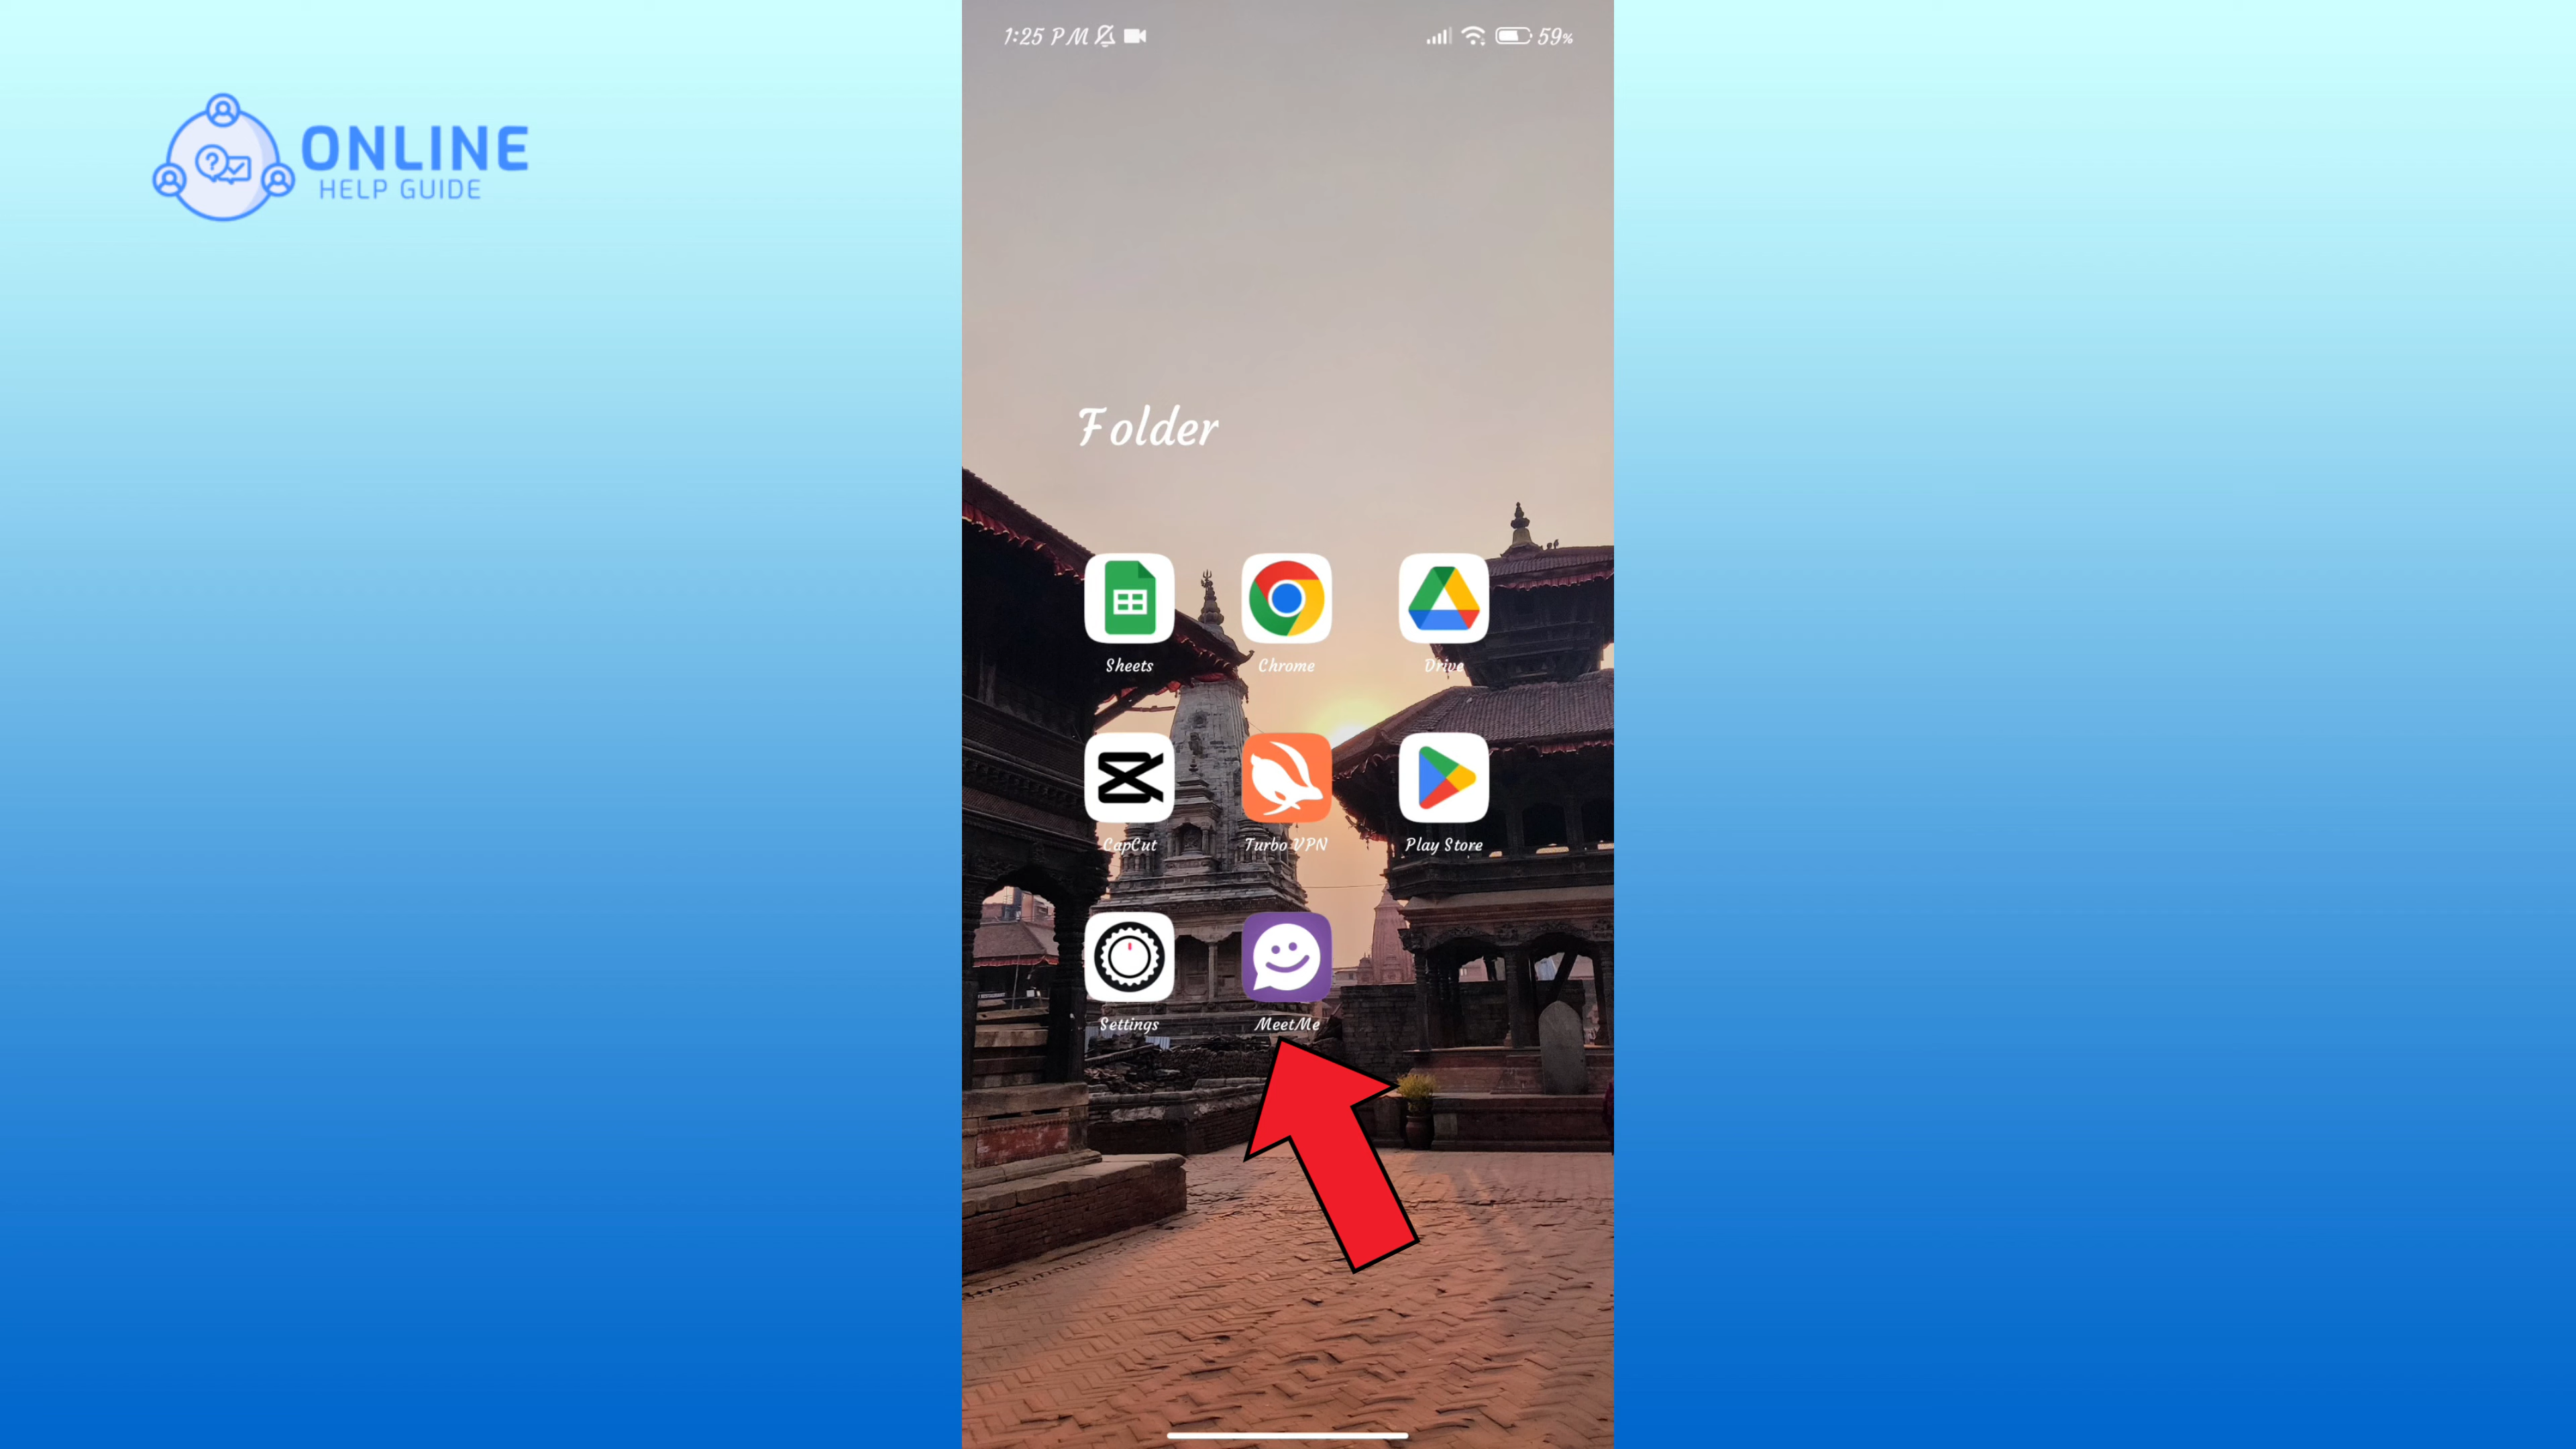 ONLINE
HELP GUIDE
1:25 PM
59%
Folder
Sheets
Chrome
Drive
CapCut
Turbo VPN
Play Store
Settings
MeetMe